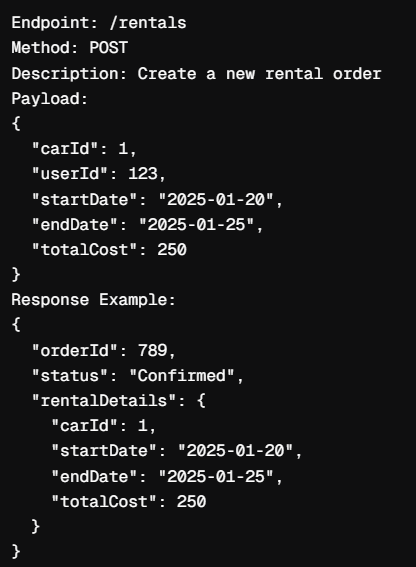 Endpoint: /rentals
Method: POST
Description: Create a new rental order
Payload:
{
  "carId": 1,
  "userId": 123,
  "startDate": "2025-01-20",
  "endDate": "2025-01-25",
  "totalCost": 250
}
Response Example:
{
  "orderId": 789,
  "status": "Confirmed",
  "rentalDetails": {
    "carId": 1,
    "startDate": "2025-01-20",
    "endDate": "2025-01-25",
    "totalCost": 250
  }
}